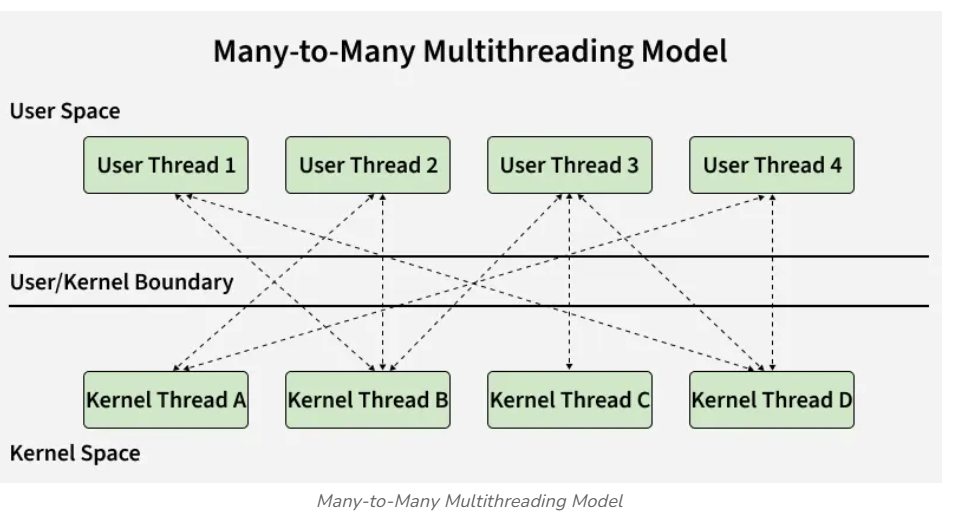 Many-to-Many Multithreading Model
User Space
User Thread 1
User Thread 2
User Thread 3
User Thread 4
User/Kernel Boundary
Kernel Thread A
Kernel Thread B
Kernel Thread C
Kernel Thread D
Kernel Space
Many-to-Many Multithreading Model